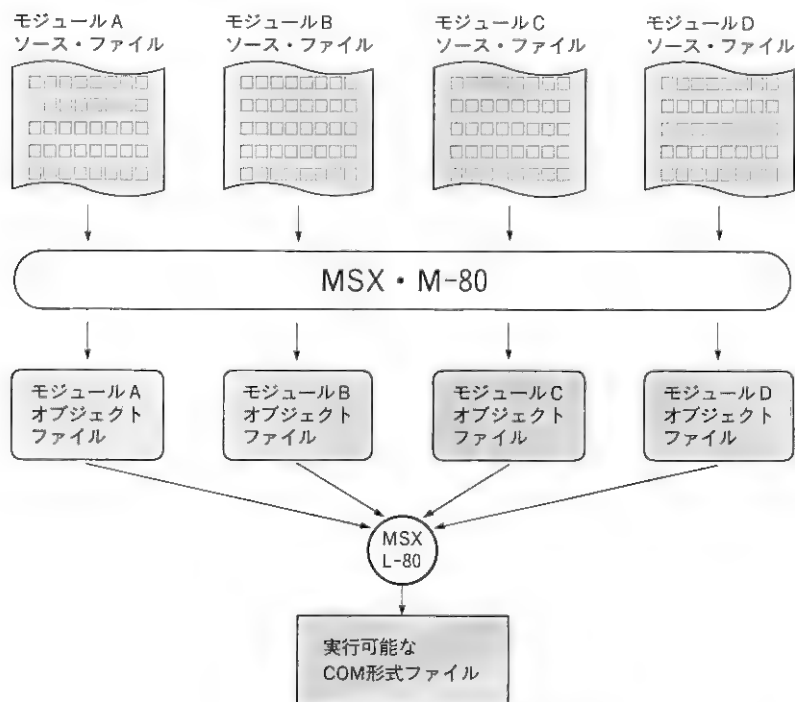 モジュールA
ソース・ファイル
モジュールB
ソース・ファイル
モジュールC
ソース・ファイル
モジュールD
ソース・ファイル
MSX・M-80
モジュールA
オブジェクト
ファイル
モジュールB
オブジェクト
ファイル
モジュールC
オブジェクト
ファイル
モジュールD
オブジェクト
ファイル
MSX
L-80
実行可能な
COM形式ファイル